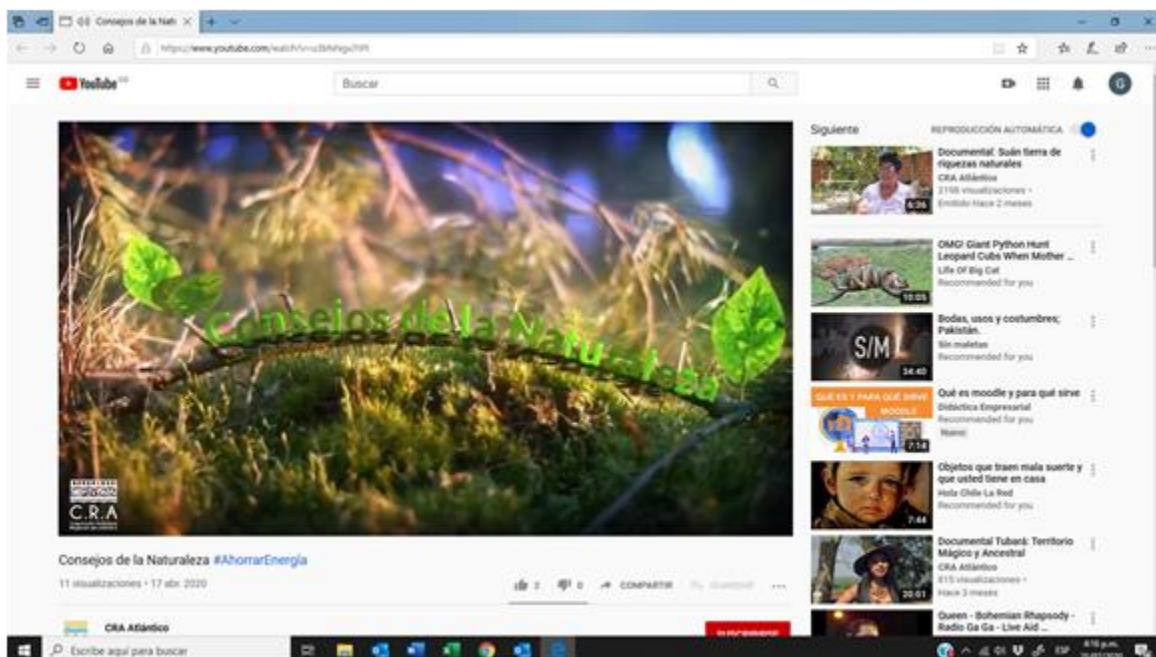 Consejos de la Nat
https://www.youtube.com/
YouTube CO
Buscar
G
Consejos de la Naturaleza
C.R.A
Consejos de la Naturaleza #AhorrarEnergía
11 visualizaciones • 17 abr. 2020
2
0
COMPARTIR
GUARDAR
CRA Atlántico
SUSCRIBIRSE
Siguiente
REPRODUCCIÓN AUTOMÁTICA
Documental: Suán tierra de
riquezas naturales
CRA Atlántico
visualizaciones •
Emitido hace 2 meses
6:36
OMG! Giant Python Hunt
Leopard Cubs When Mother ...
Life Of Big Cat
Recommended for you
10:05
Bodas, usos y costumbres;
Pakistán.
Sin maletas
Recommended for you
S/M
34:40
Qué es moodle y para qué sirve
Didáctica Empresarial
Recommended for you
Nuevo
QUÉ ES Y PARA QUÉ SIRVE
MOODLE
7:14
Objetos que traen mala suerte y
que usted tiene en casa
Hola Chile La Red
Recommended for you
7:44
Documental Tubará: Territorio
Mágico y Ancestral
CRA Atlántico
815 visualizaciones •
Hace 3 meses
20:01
Queen - Bohemian Rhapsody -
Radio Ga Ga - Live Aid ...
Escribe aquí para buscar
ESP
p.m.